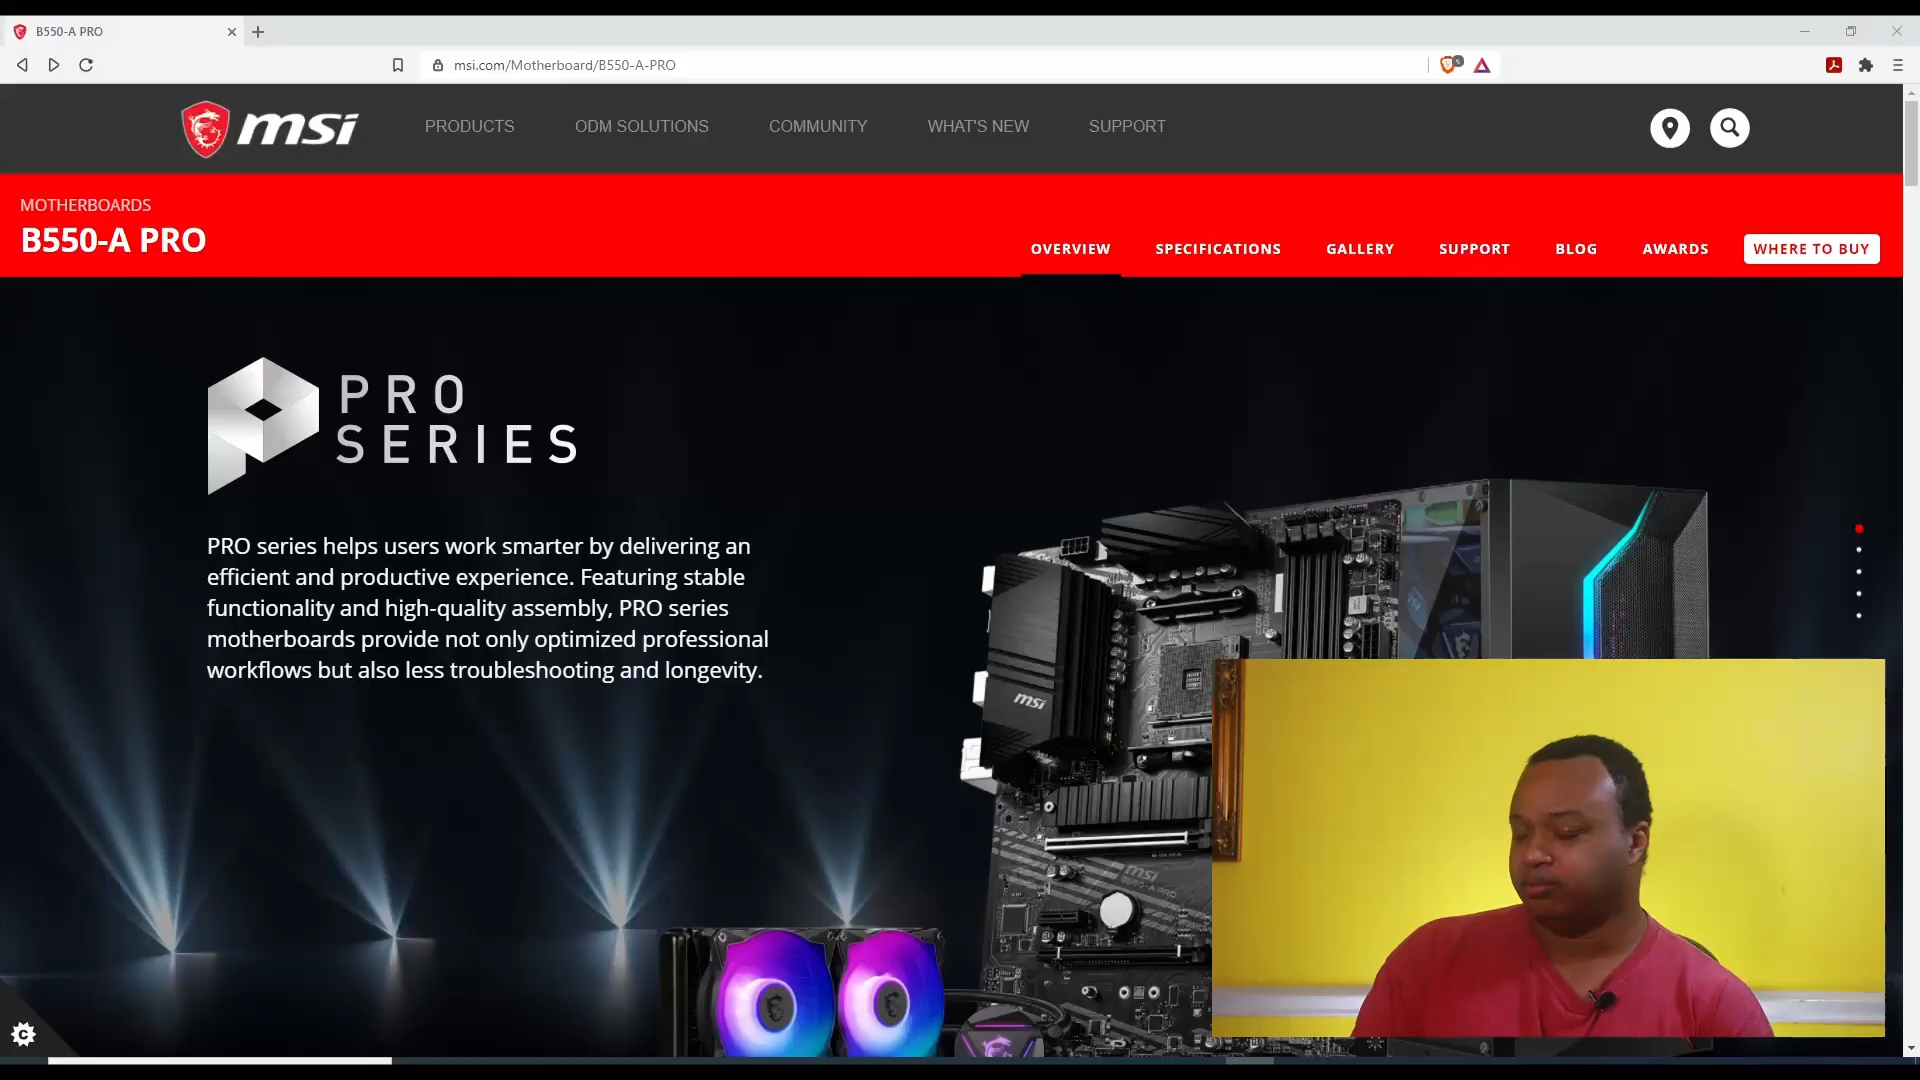 B550-A PRO
msi.com/Motherboard/B550-A-PRO
msi
PRODUCTS
ODM SOLUTIONS
COMMUNITY
WHAT'S NEW
SUPPORT
MOTHERBOARDS
B550-A PRO
OVERVIEW
SPECIFICATIONS
GALLERY
SUPPORT
BLOG
AWARDS
WHERE TO BUY
PRO
SERIES
PRO series helps users work smarter by delivering an
efficient and productive experience. Featuring stable
functionality and high-quality assembly, PRO series
motherboards provide not only optimized professional
workflows but also less troubleshooting and longevity.
msi
msi
B550-A PRO